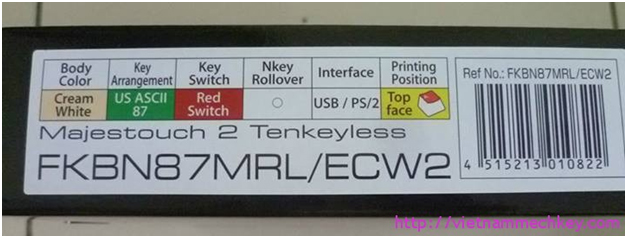 Body Color
Key Arrangement
Key Switch
Nkey Rollover
Interface
Printing Position
Cream White
US ASCII 87
Red Switch
○
USB / PS/2
Top face
Majestouch 2 Tenkeyless
FKBN87MRL/ECW2
Ref No.: FKBN87MRL/ECW2
4 515213 010822
http://vietnammechkey.com